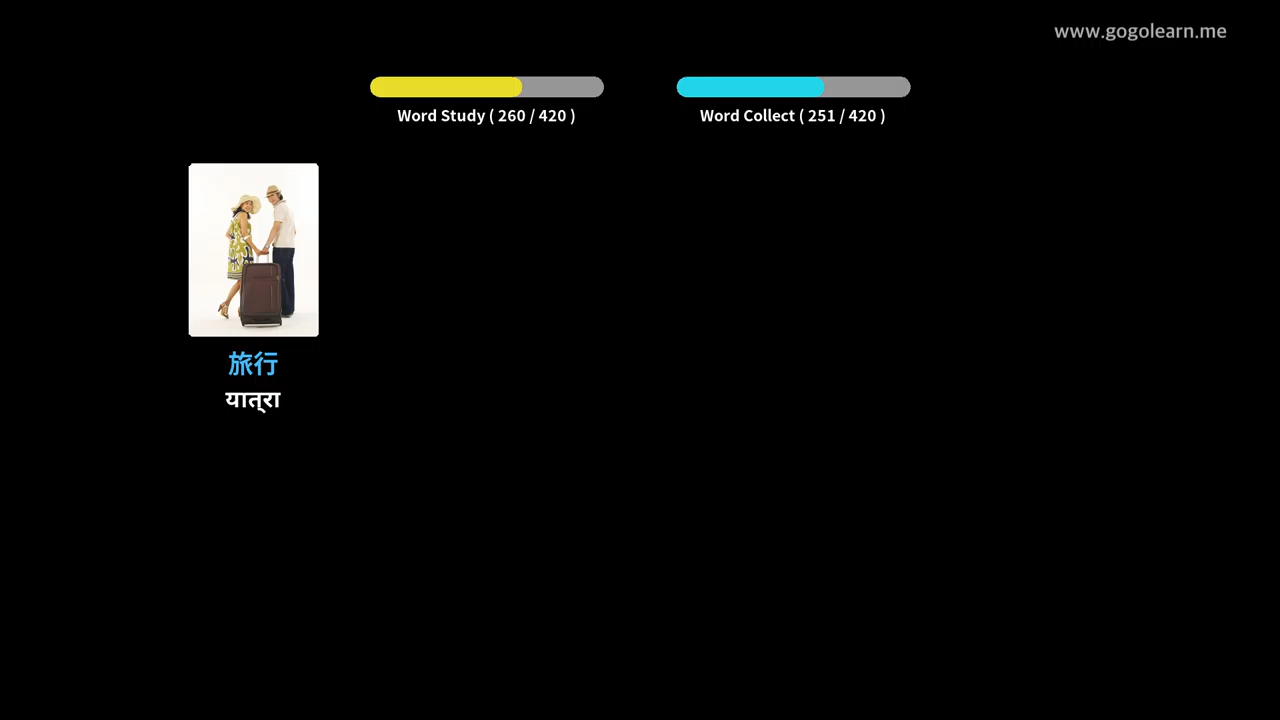 www.gogolearn.me
Word Study ( 260 / 420 )
Word Collect ( 251 / 420 )
旅行
यात्रा